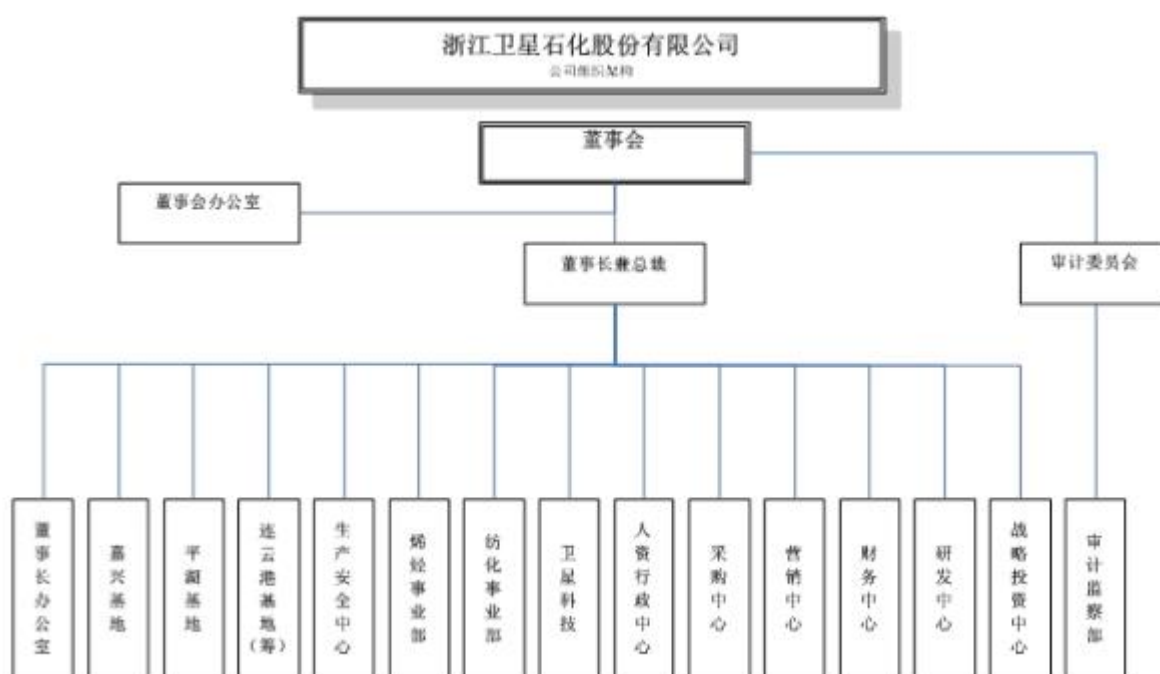 浙江卫星石化股份有限公司
公司组织架构
董事会
董事会办公室
董事长兼总裁
审计委员会
董事长办公室
嘉兴基地
平湖基地
连云港基地(筹)
生产安全中心
烯烃事业部
纺化事业部
卫星科技
人资行政中心
采购中心
营销中心
财务中心
研发中心
战略投资中心
审计监察部